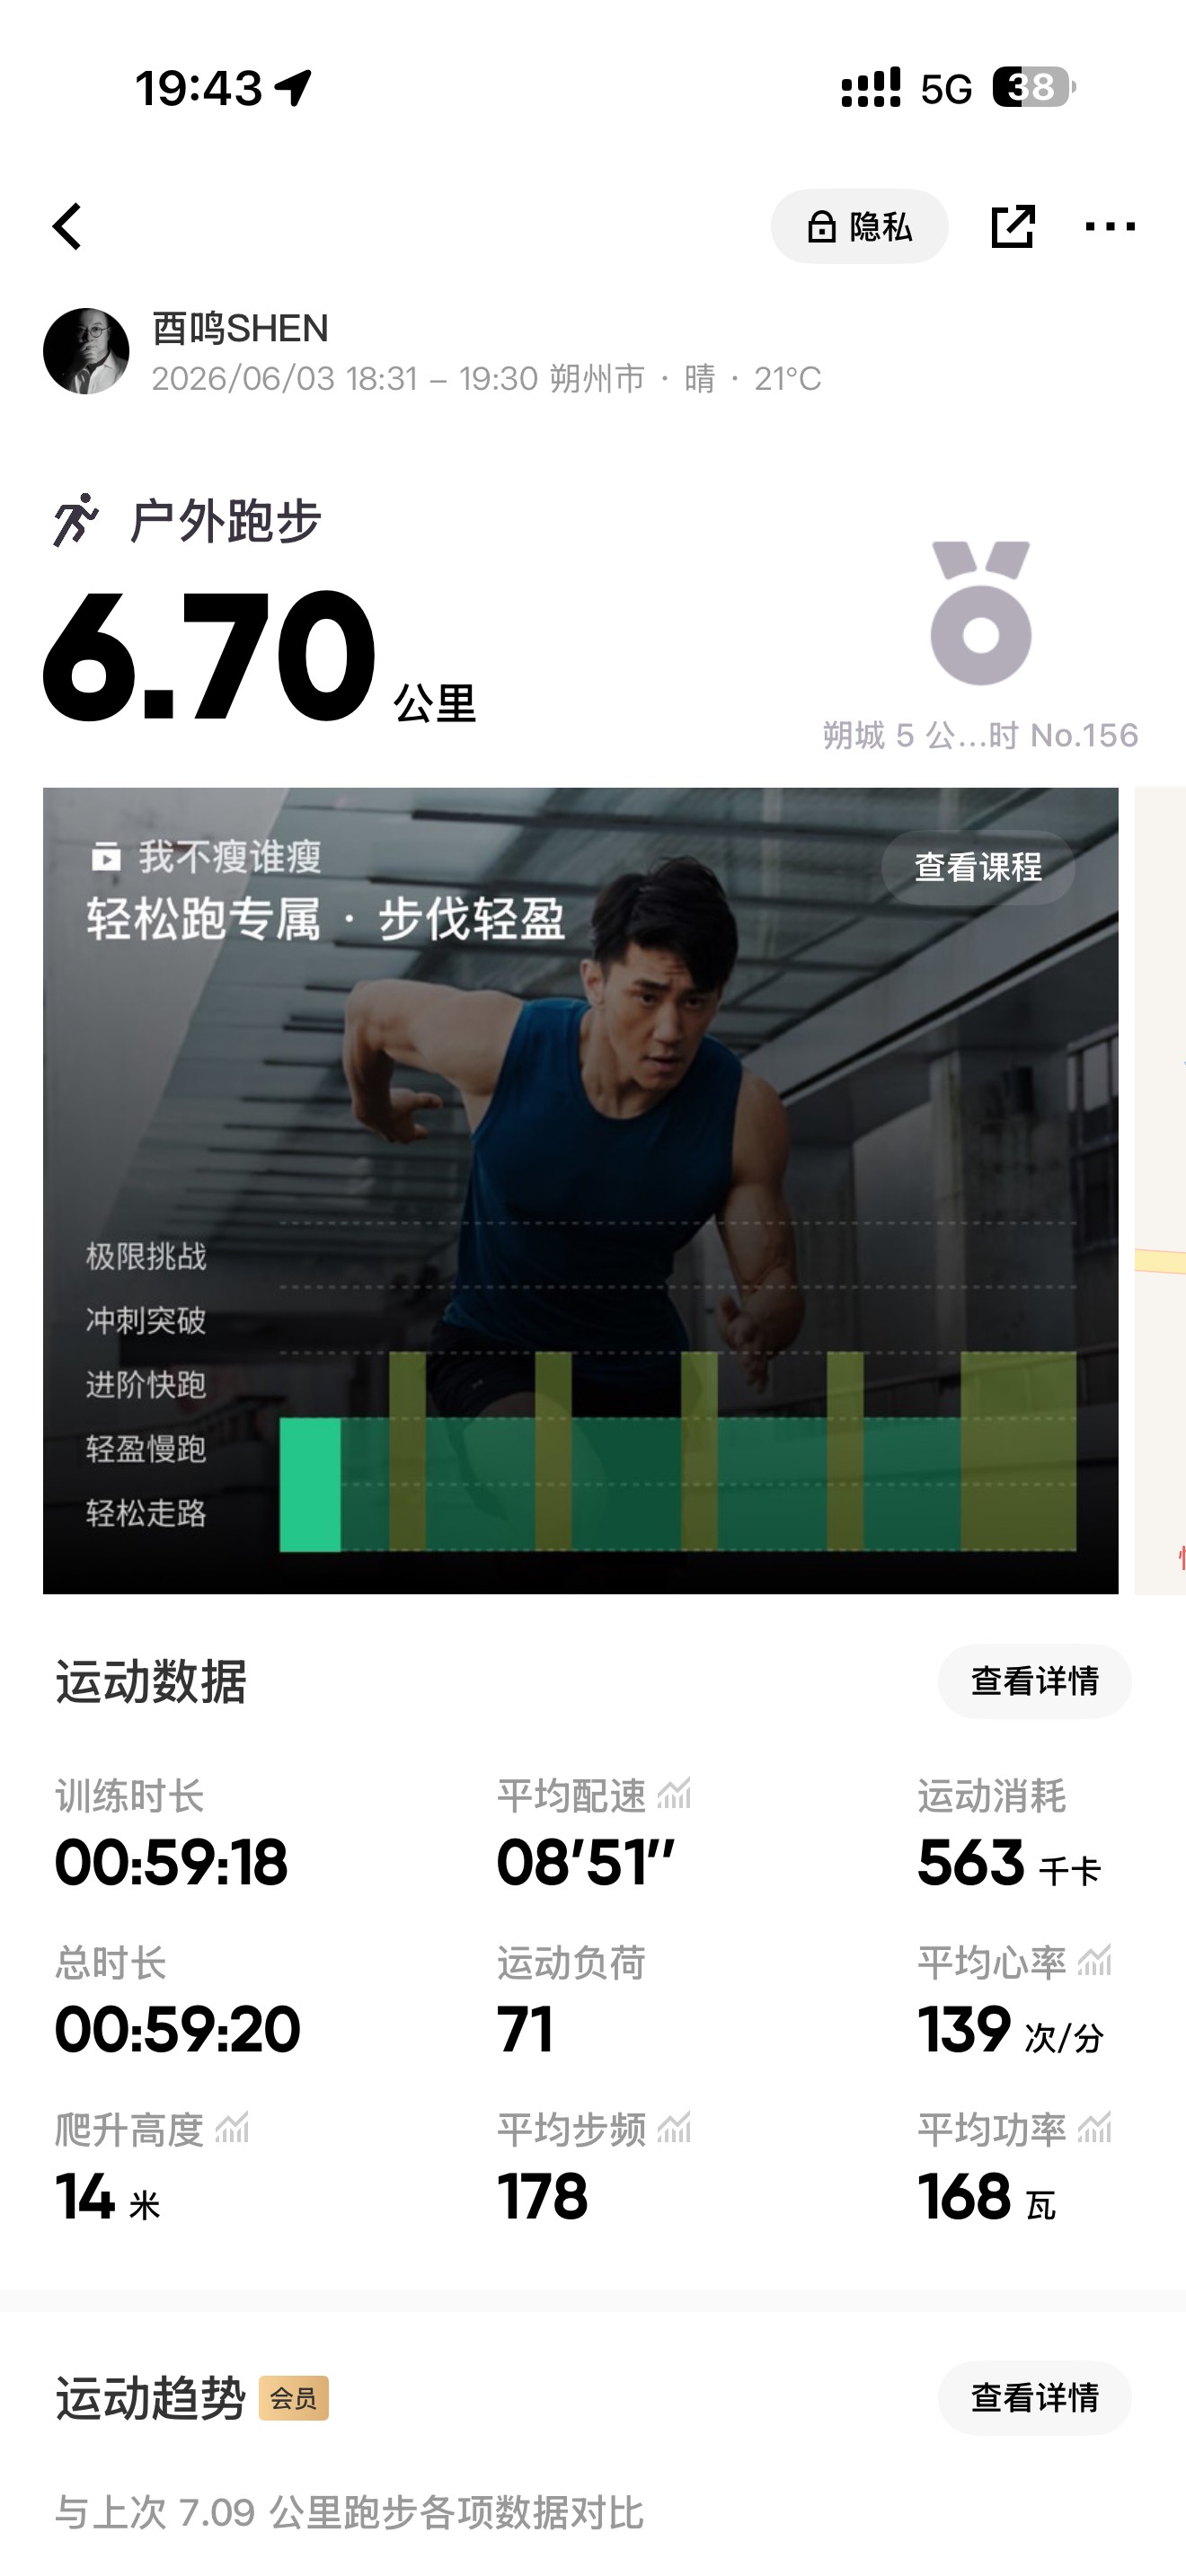 19:43
5G 38
隐私
酉鸣SHEN
2026/06/03 18:31 – 19:30 朔州市 · 晴 · 21°C
户外跑步
6.70 公里
朔城 5 公...时 No.156
我不瘦谁瘦
查看课程
轻松跑专属 · 步伐轻盈
极限挑战
冲刺突破
进阶快跑
轻盈慢跑
轻松走路
运动数据
查看详情
训练时长 平均配速 运动消耗
00:59:18 08'51'' 563 千卡
总时长 运动负荷 平均心率
00:59:20 71 139 次/分
爬升高度 平均步频 平均功率
14 米 178 168 瓦
运动趋势 会员
查看详情
与上次 7.09 公里跑步各项数据对比